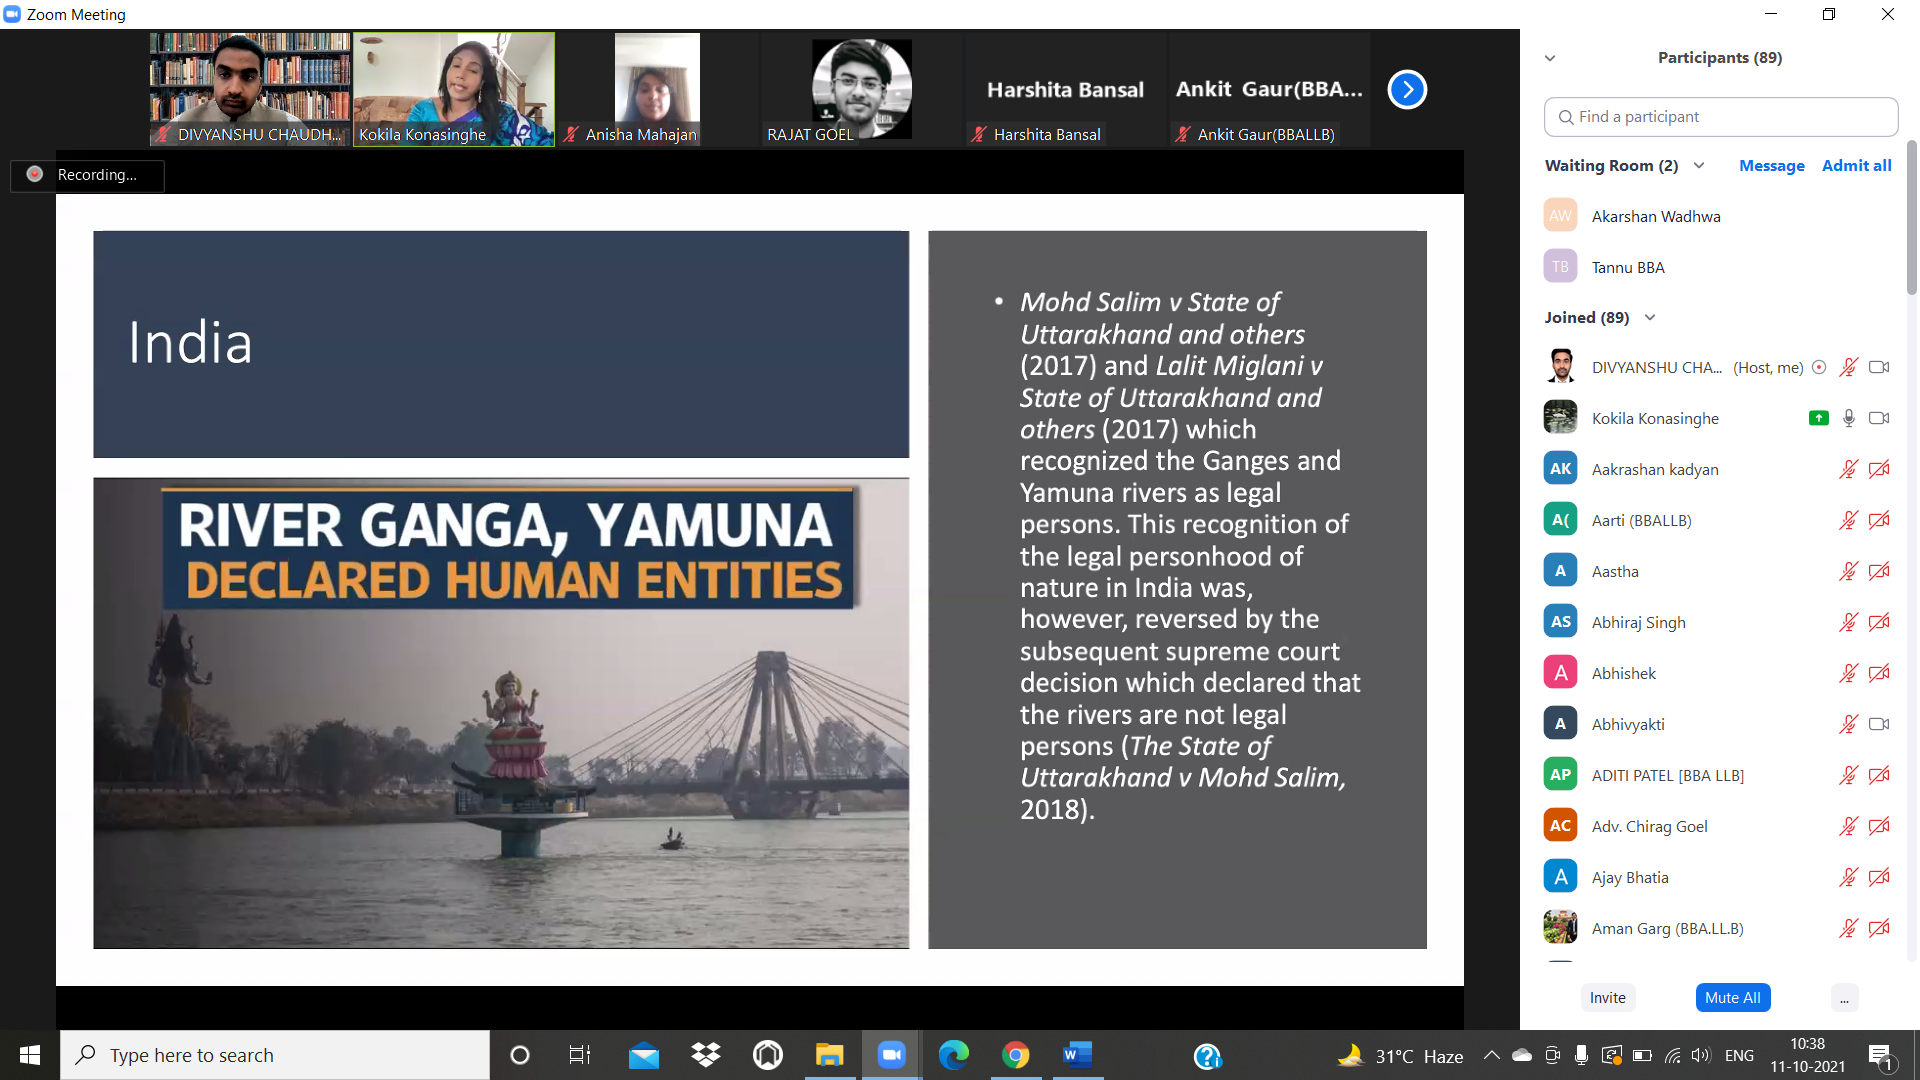 Zoom Meeting
DIVYANSHU CHAUDH...
Kokila Konasinghe
Anisha Mahajan
RAJAT GOEL
Harshita Bansal
Harshita Bansal
Ankit Gaur(BBA...
Ankit Gaur(BBALLB)
Recording...
India
RIVER GANGA, YAMUNA
DECLARED HUMAN ENTITIES
• Mohd Salim v State of
Uttarakhand and others
(2017) and Lalit Miglani v
State of Uttarakhand and
others (2017) which
recognized the Ganges and
Yamuna rivers as legal
persons. This recognition of
the legal personhood of
nature in India was,
however, reversed by the
subsequent supreme court
decision which declared that
the rivers are not legal
persons (The State of
Uttarakhand v Mohd Salim,
2018).
Participants (89)
Find a participant
Waiting Room (2) Message Admit all
AW Akarshan Wadhwa
TB Tannu BBA
Joined (89)
DIVYANSHU CHA... (Host, me)
Kokila Konasinghe
AK Aakrashan kadyan
A( Aarti (BBALLB)
A Aastha
AS Abhiraj Singh
A Abhishek
A Abhivyakti
AP ADITI PATEL [BBA LLB]
AC Adv. Chirag Goel
A Ajay Bhatia
Aman Garg (BBA.LL.B)
Invite Mute All ...
Type here to search
31°C Haze
ENG
10:38
11-10-2021
1